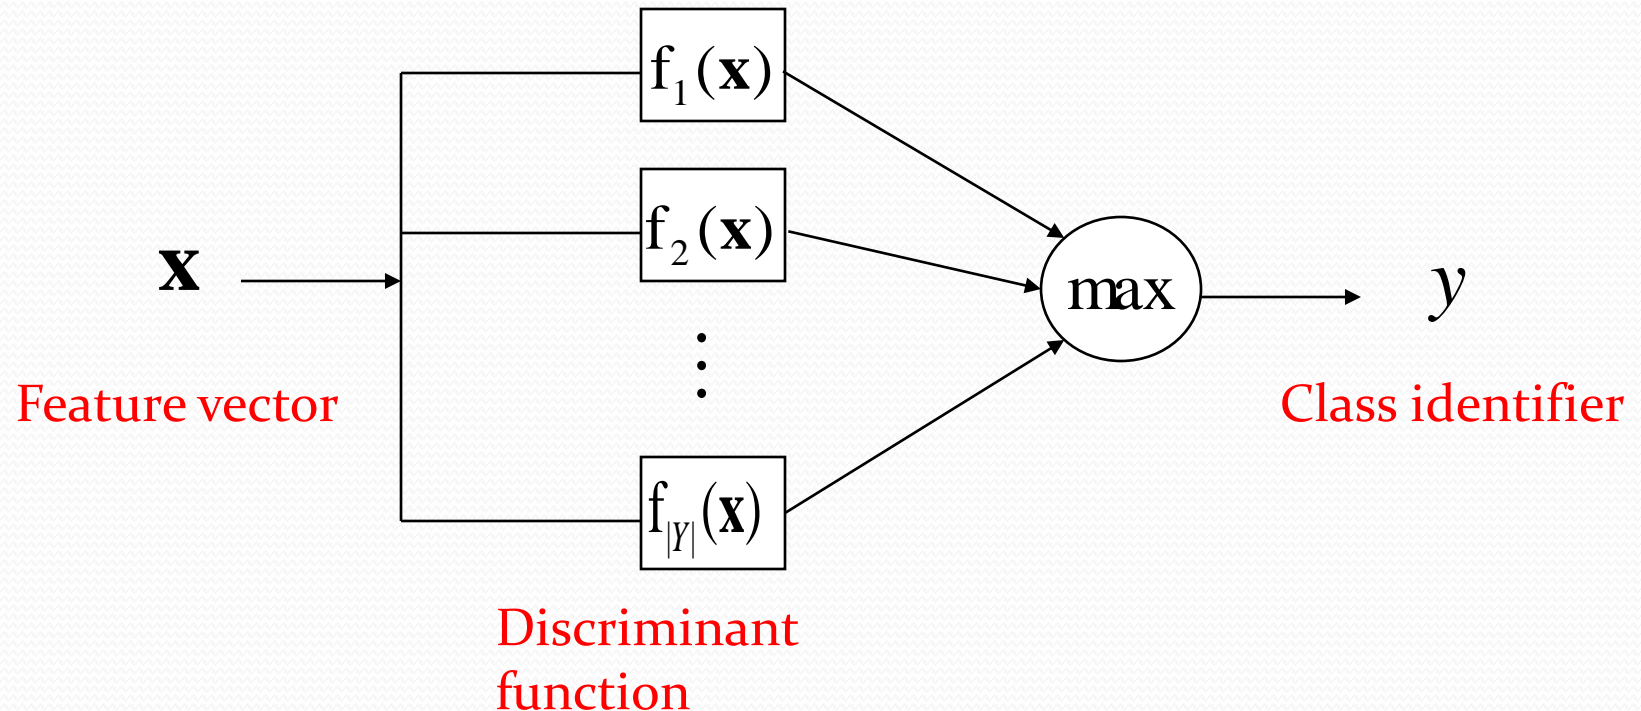 f₁(x)
f₂(x)
x
max
y
⋮
Feature vector
Class identifier
f|Y|(x)
Discriminant
function